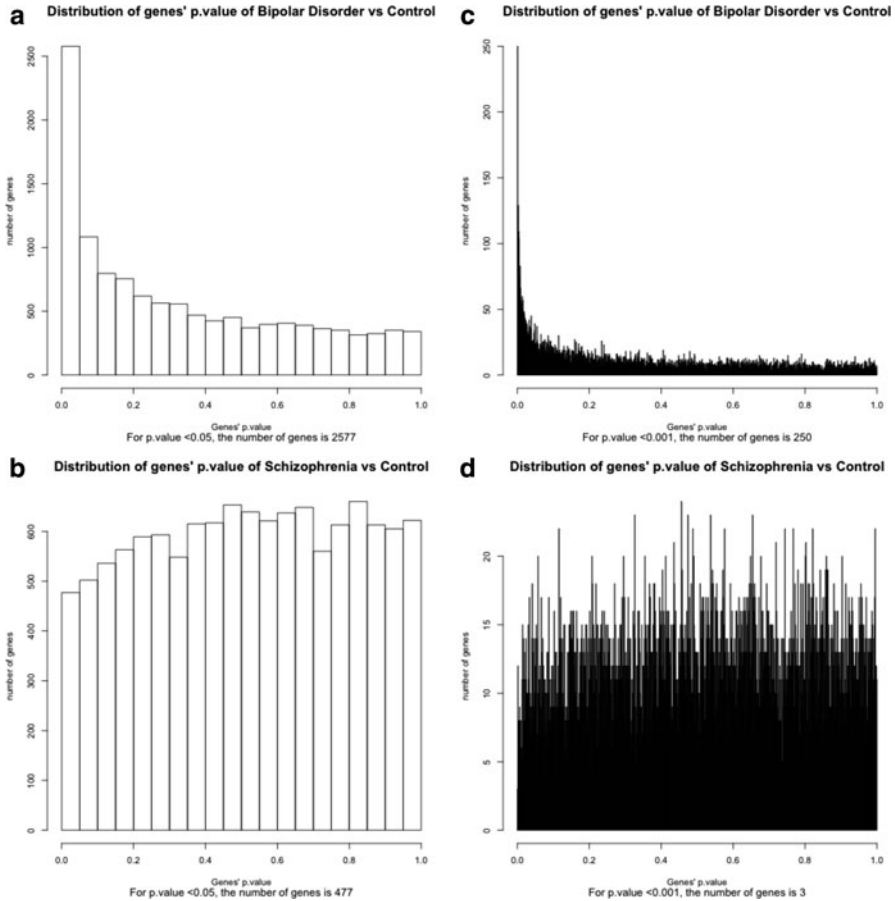 a
Distribution of genes' p.value of Bipolar Disorder vs Control
number of genes
2500
2000
1500
1000
500
0
0.0 0.2 0.4 0.6 0.8 1.0
Genes' p.value
For p.value <0.05, the number of genes is 2577
c
Distribution of genes' p.value of Bipolar Disorder vs Control
number of genes
250
200
150
100
50
0
0.0 0.2 0.4 0.6 0.8 1.0
Genes' p.value
For p.value <0.001, the number of genes is 250
b
Distribution of genes' p.value of Schizophrenia vs Control
number of genes
600
500
400
300
200
100
0
0.0 0.2 0.4 0.6 0.8 1.0
Genes' p.value
For p.value <0.05, the number of genes is 477
d
Distribution of genes' p.value of Schizophrenia vs Control
number of genes
20
15
10
5
0
0.0 0.2 0.4 0.6 0.8 1.0
Genes' p.value
For p.value <0.001, the number of genes is 3